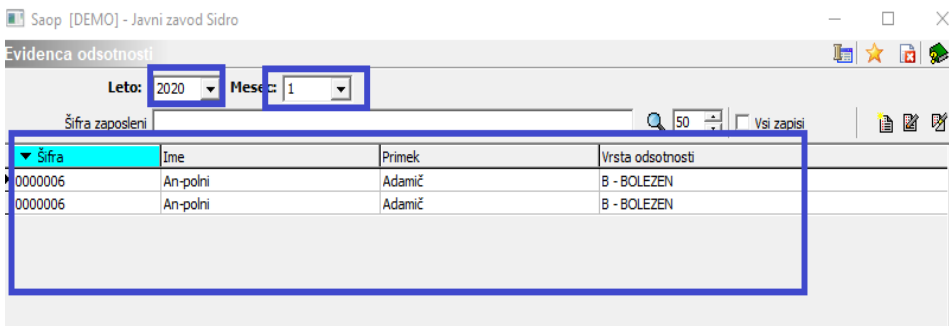 Saop [DEMO] - Javni zavod Sidro
Evidenca odsotnosti
Leto: 2020 Mesec: 1
Šifra zaposleni 50 Vsi zapisi
Šifra Ime Primek Vrsta odsotnosti
0000006 An-polni Adamič B - BOLEZEN
0000006 An-polni Adamič B - BOLEZEN